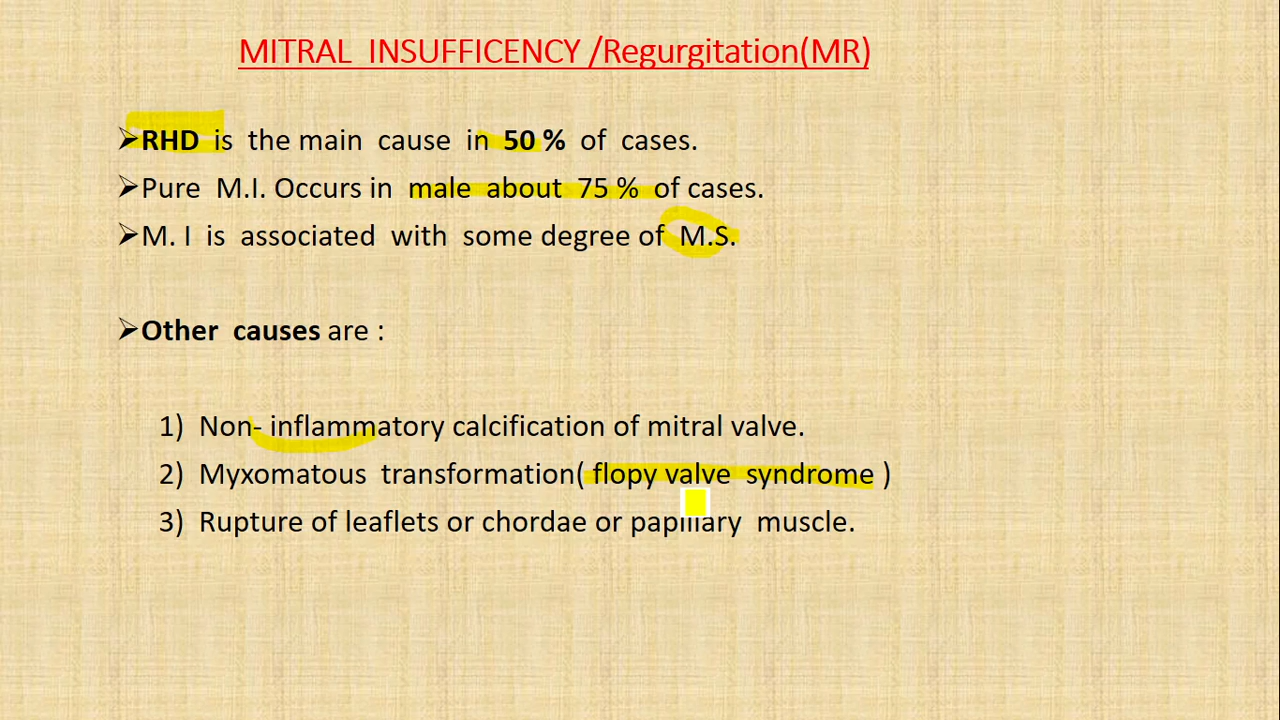 MITRAL INSUFFICENCY /Regurgitation(MR)
➢RHD is the main cause in 50 % of cases.
➢Pure M.I. Occurs in male about 75 % of cases.
➢M. I is associated with some degree of M.S.
➢Other causes are :
1) Non- inflammatory calcification of mitral valve.
2) Myxomatous transformation( flopy valve syndrome )
3) Rupture of leaflets or chordae or papillary muscle.